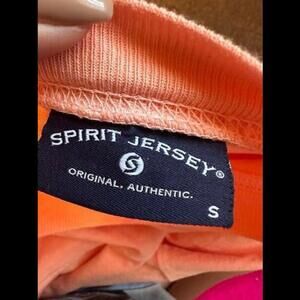 SPIRIT JERSEY®
S
ORIGINAL. AUTHENTIC.
S